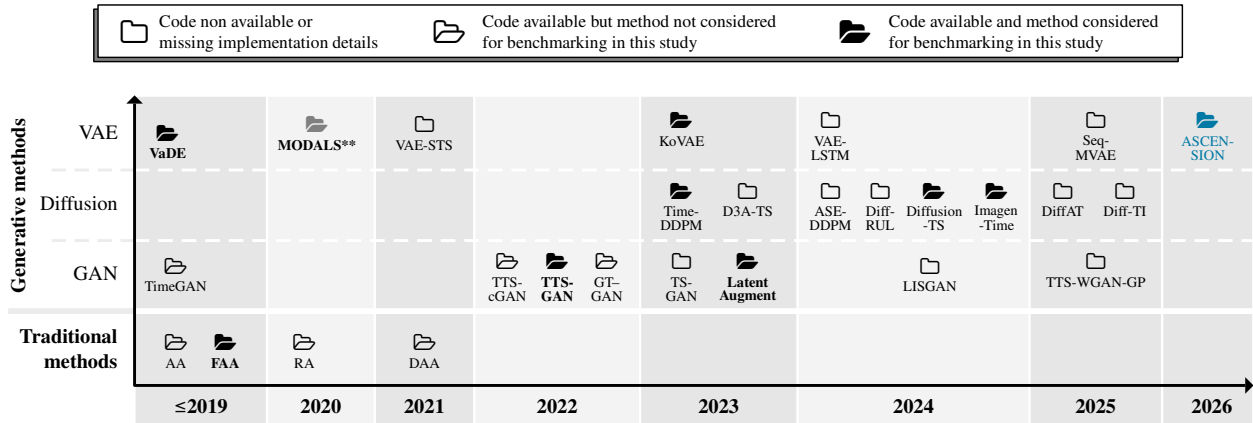 Code non available or
missing implementation details
Code available but method not considered
for benchmarking in this study
Code available and method considered
for benchmarking in this study
Generative methods
VAE
VaDE
MODALS**
VAE-STS
KoVAE
VAE-
LSTM
Seq-
MVAE
ASCEN-
SION
Diffusion
Time-
DDPM
D3A-TS
ASE-
DDPM
Diff-
RUL
Diffusion
-TS
Imagen
-Time
DiffAT
Diff-TI
GAN
TimeGAN
TTS-
cGAN
TTS-
GAN
GT–
GAN
TS-
GAN
Latent
Augment
LISGAN
TTS-WGAN-GP
Traditional
methods
AA
FAA
RA
DAA
≤2019
2020
2021
2022
2023
2024
2025
2026